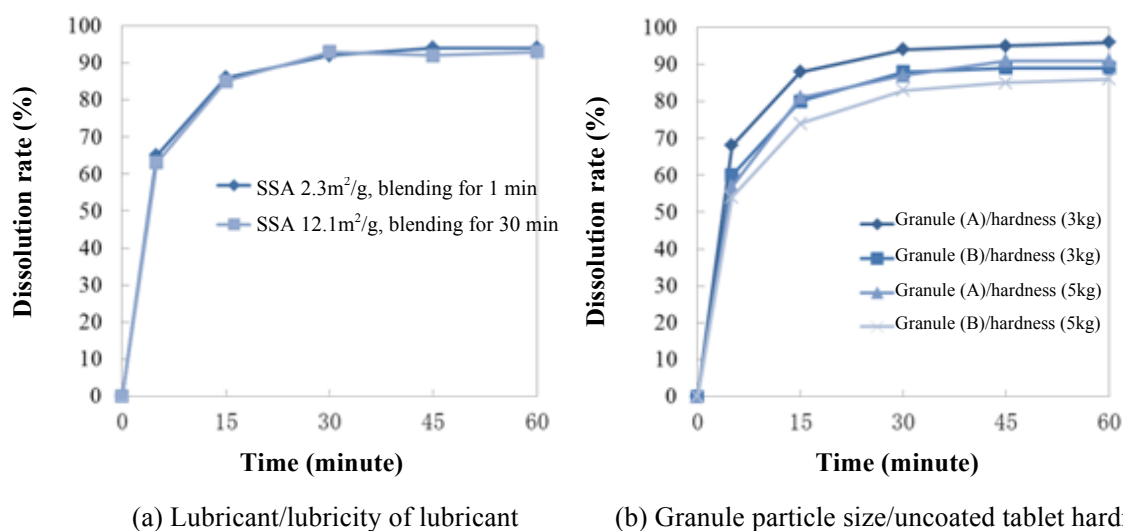 100
90
80
70
60
50
40
30
20
10
0
Dissolution rate (%)
SSA 2.3m²/g, blending for 1 min
SSA 12.1m²/g, blending for 30 min
0 15 30 45 60
Time (minute)
(a) Lubricant/lubricity of lubricant
100
90
80
70
60
50
40
30
20
10
0
Dissolution rate (%)
Granule (A)/hardness (3kg)
Granule (B)/hardness (3kg)
Granule (A)/hardness (5kg)
Granule (B)/hardness (5kg)
0 15 30 45 60
Time (minute)
(b) Granule particle size/uncoated tablet hard